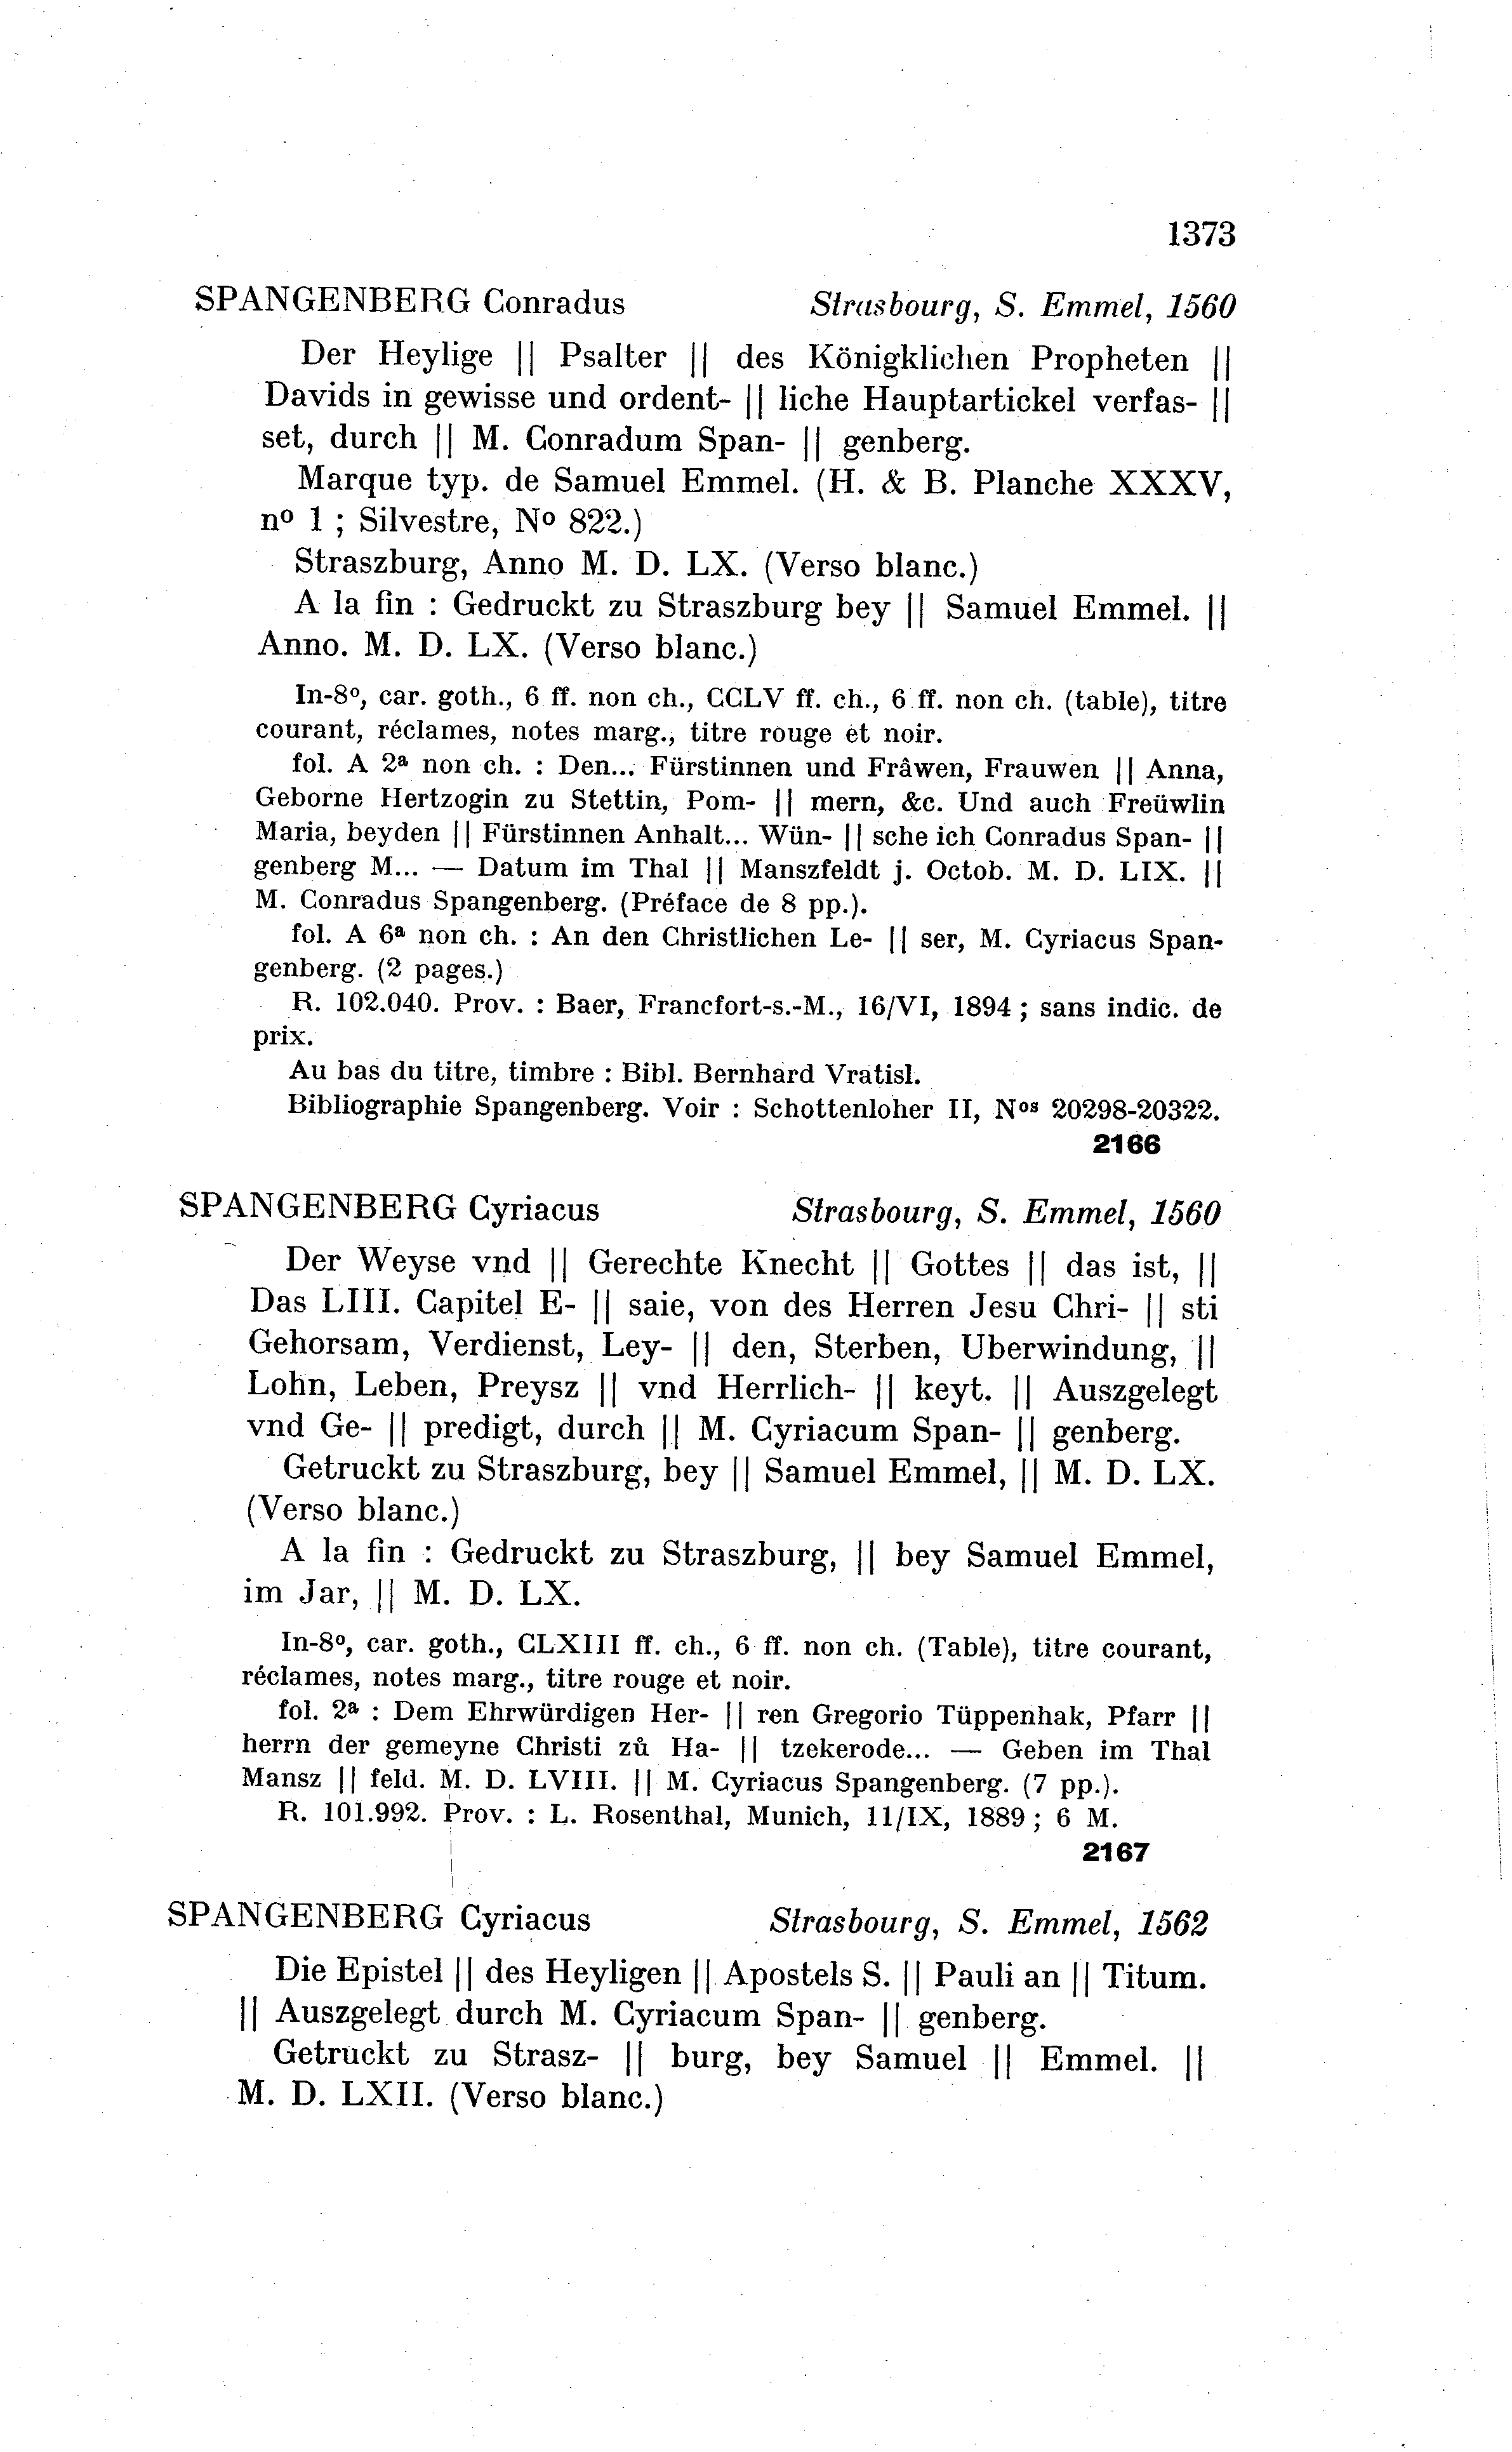 1373
SPANGENBERG Conradus Strasbourg, S. Emmel, 1560
Der Heylige || Psalter || des Königklichen Propheten ||
Davids in gewisse und ordent- || liche Hauptartickel verfas- ||
set, durch || M. Conradum Span- || genberg.
Marque typ. de Samuel Emmel. (H. & B. Planche XXXV,
nº 1 ; Silvestre, Nº 822.)
Straszburg, Anno M. D. LX. (Verso blanc.)
A la fin : Gedruckt zu Straszburg bey || Samuel Emmel. ||
Anno. M. D. LX. (Verso blanc.)
In-8º, car. goth., 6 ff. non ch., CCLV ff. ch., 6 ff. non ch. (table), titre
courant, réclames, notes marg., titre rouge et noir.
fol. A 2ª non ch. : Den... Fürstinnen und Frâwen, Frauwen || Anna,
Geborne Hertzogin zu Stettin, Pom- || mern, &c. Und auch Freüwlin
Maria, beyden || Fürstinnen Anhalt... Wün- || sche ich Conradus Span- ||
genberg M... — Datum im Thal || Manszfeldt j. Octob. M. D. LIX. ||
M. Conradus Spangenberg. (Préface de 8 pp.).
fol. A 6ª non ch. : An den Christlichen Le- || ser, M. Cyriacus Span-
genberg. (2 pages.)
R. 102.040. Prov. : Baer, Francfort-s.-M., 16/VI, 1894 ; sans indic. de
prix.
Au bas du titre, timbre : Bibl. Bernhard Vratisl.
Bibliographie Spangenberg. Voir : Schottenloher II, Nos 20298-20322.
2166
SPANGENBERG Cyriacus Strasbourg, S. Emmel, 1560
Der Weyse vnd || Gerechte Knecht || Gottes || das ist, ||
Das LIII. Capitel E- || saie, von des Herren Jesu Chri- || sti
Gehorsam, Verdienst, Ley- || den, Sterben, Uberwindung, ||
Lohn, Leben, Preysz || vnd Herrlich- || keyt. || Auszgelegt
vnd Ge- || predigt, durch || M. Cyriacum Span- || genberg.
Getruckt zu Straszburg, bey || Samuel Emmel, || M. D. LX.
(Verso blanc.)
A la fin : Gedruckt zu Straszburg, || bey Samuel Emmel,
im Jar, || M. D. LX.
In-8º, car. goth., CLXIII ff. ch., 6 ff. non ch. (Table), titre courant,
réclames, notes marg., titre rouge et noir.
fol. 2ª : Dem Ehrwürdigen Her- || ren Gregorio Tüppenhak, Pfarr ||
herrn der gemeyne Christi zů Ha- || tzekerode... — Geben im Thal
Mansz || feld. M. D. LVIII. || M. Cyriacus Spangenberg. (7 pp.).
R. 101.992. Prov. : L. Rosenthal, Munich, 11/IX, 1889 ; 6 M.
2167
SPANGENBERG Cyriacus Strasbourg, S. Emmel, 1562
Die Epistel || des Heyligen || Apostels S. || Pauli an || Titum.
|| Auszgelegt durch M. Cyriacum Span- || genberg.
Getruckt zu Strasz- || burg, bey Samuel || Emmel. ||
M. D. LXII. (Verso blanc.)